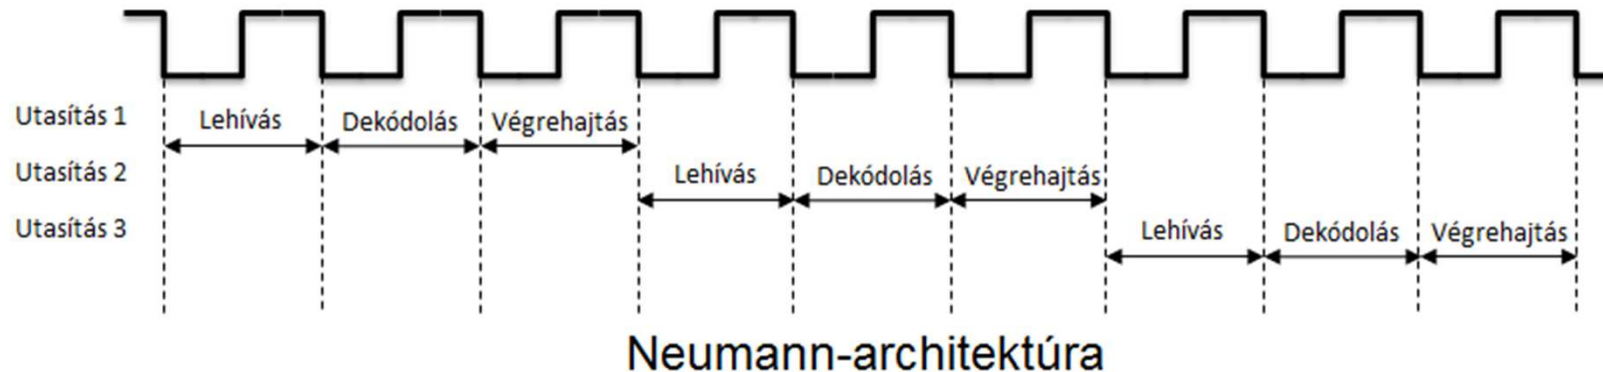 Utasítás 1 Lehívás Dekódolás Végrehajtás
Utasítás 2 Lehívás Dekódolás Végrehajtás
Utasítás 3 Lehívás Dekódolás Végrehajtás
Neumann-architektúra